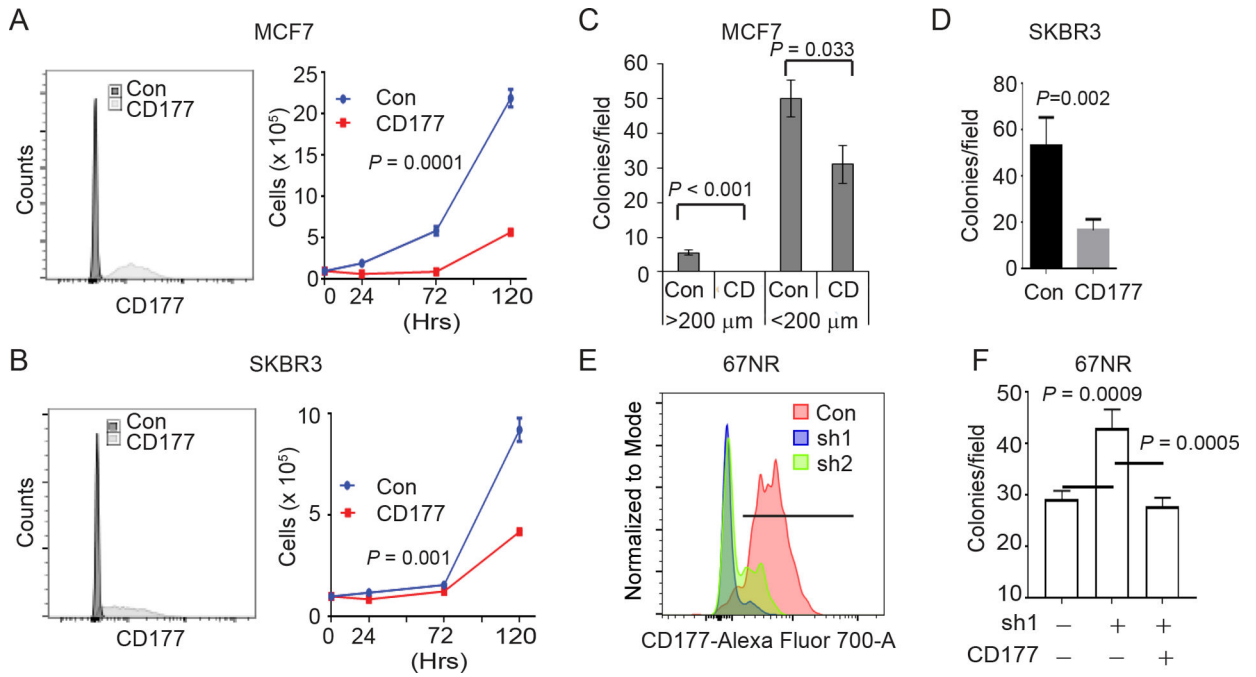 A
MCF7
Con
CD177
Counts
CD177
25
20
15
10
5
0
Cells (x 10⁵)
Con
CD177
P = 0.0001
0 24 72 120
(Hrs)
B
SKBR3
Con
CD177
Counts
CD177
10
5
0
Cells (x 10⁵)
Con
CD177
P = 0.001
0 24 72 120
(Hrs)
C
MCF7
P = 0.033
P < 0.001
60
50
40
30
20
10
0
Colonies/field
Con CD Con CD
>200 μm <200 μm
D
SKBR3
P=0.002
80
60
40
20
0
Colonies/field
Con CD177
E
67NR
Con
sh1
sh2
Normalized to Mode
CD177-Alexa Fluor 700-A
F
67NR
P = 0.0009
P = 0.0005
50
40
30
20
10
Colonies/field
sh1 − + +
CD177 − − +